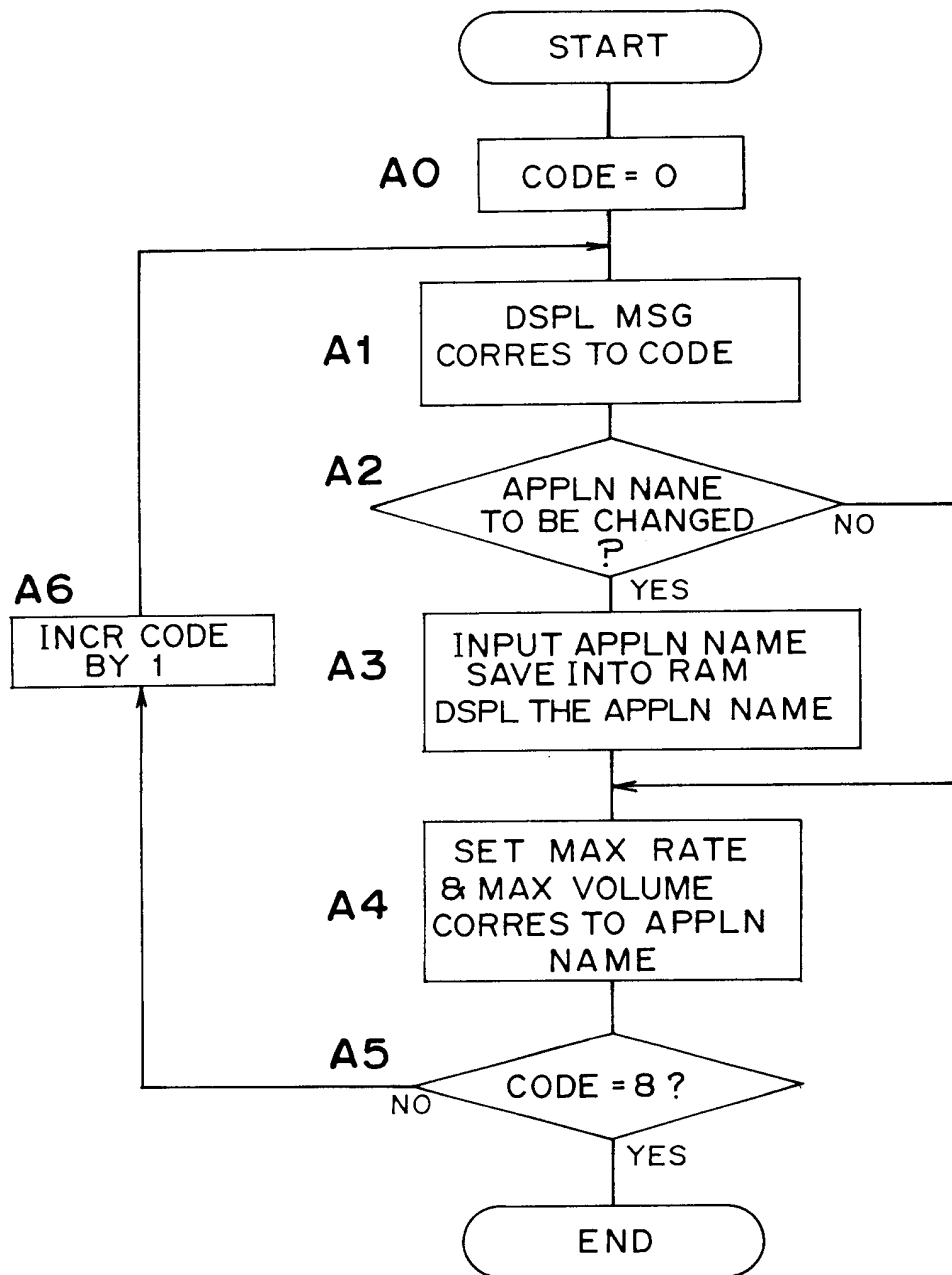 START
A0
CODE = 0
A1
DSPL MSG
CORRES TO CODE
A2
APPLN NANE
TO BE CHANGED
?
NO
YES
A6
INCR CODE
BY 1
A3
INPUT APPLN NAME
SAVE INTO RAM
DSPL THE APPLN NAME
A4
SET MAX RATE
& MAX VOLUME
CORRES TO APPLN
NAME
A5
CODE = 8 ?
NO
YES
END